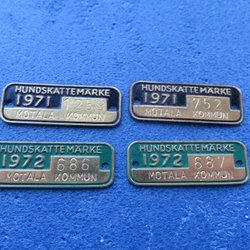 HUNDSKATTEMÄRKE
1971
MOTALA KOMMUN
HUNDSKATTEMÄRKE
1971 752
MOTALA KOMMUN
HUNDSKATTEMÄRKE
1972 686
MOTALA KOMMUN
HUNDSKATTEMÄRKE
1972 687
MOTALA KOMMUN